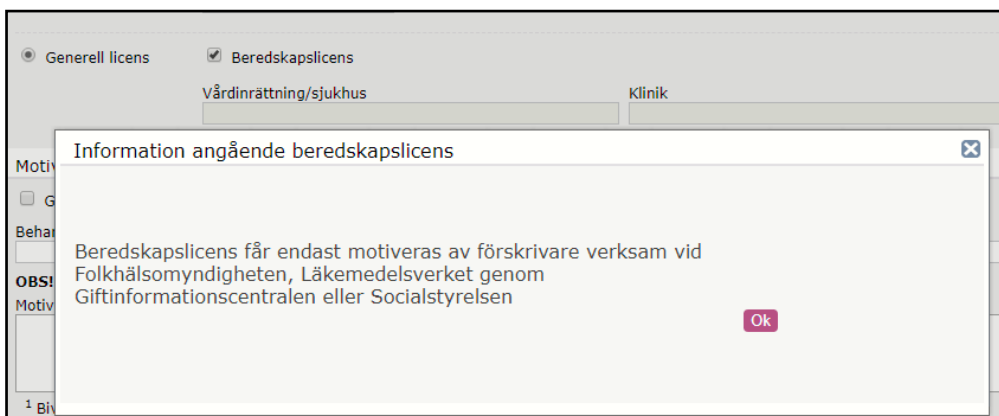 Generell licens Beredskapslicens
Vårdinrättning/sjukhus Klinik
Information angående beredskapslicens
Beredskapslicens får endast motiveras av förskrivare verksam vid
Folkhälsomyndigheten, Läkemedelsverket genom
Giftinformationscentralen eller Socialstyrelsen
OBS!
Ok
1